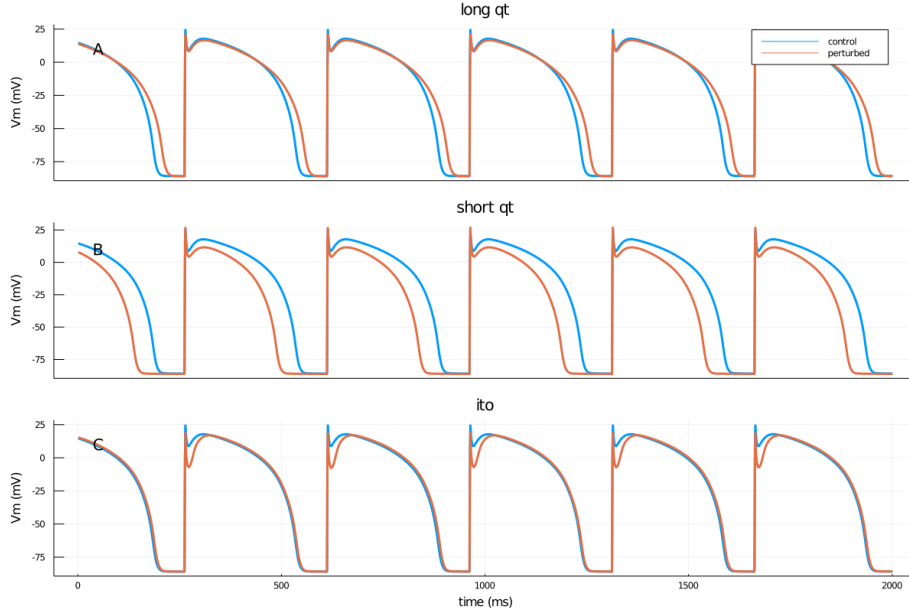 long qt
25
0
-25
-50
-75
Vm (mV)
A
control
perturbed
short qt
25
0
-25
-50
-75
Vm (mV)
B
ito
25
0
-25
-50
-75
Vm (mV)
C
0
500
1000
1500
2000
time (ms)